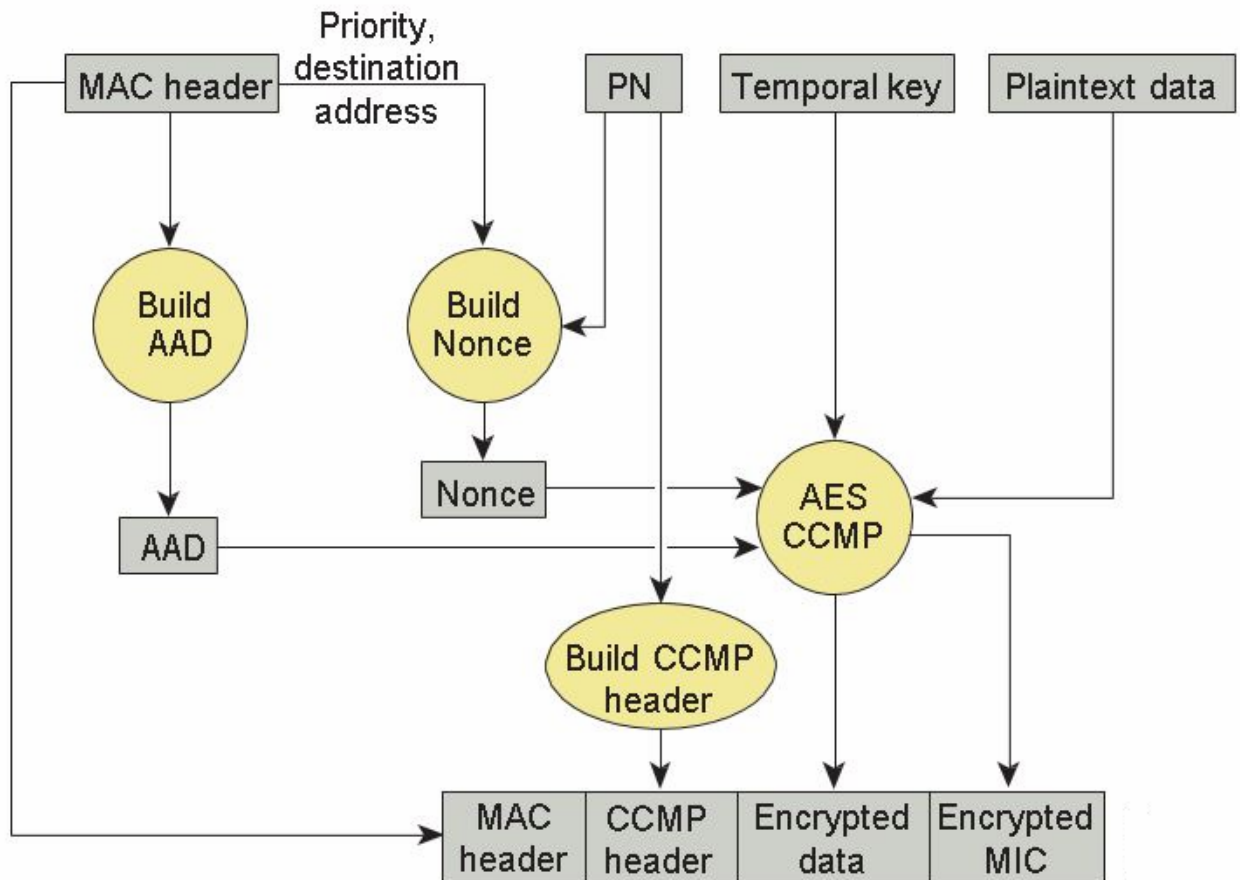 Priority,
destination
address
MAC header
PN
Temporal key
Plaintext data
Build
AAD
Build
Nonce
Nonce
AAD
AES
CCMP
Build CCMP
header
MAC
header
CCMP
header
Encrypted
data
Encrypted
MIC